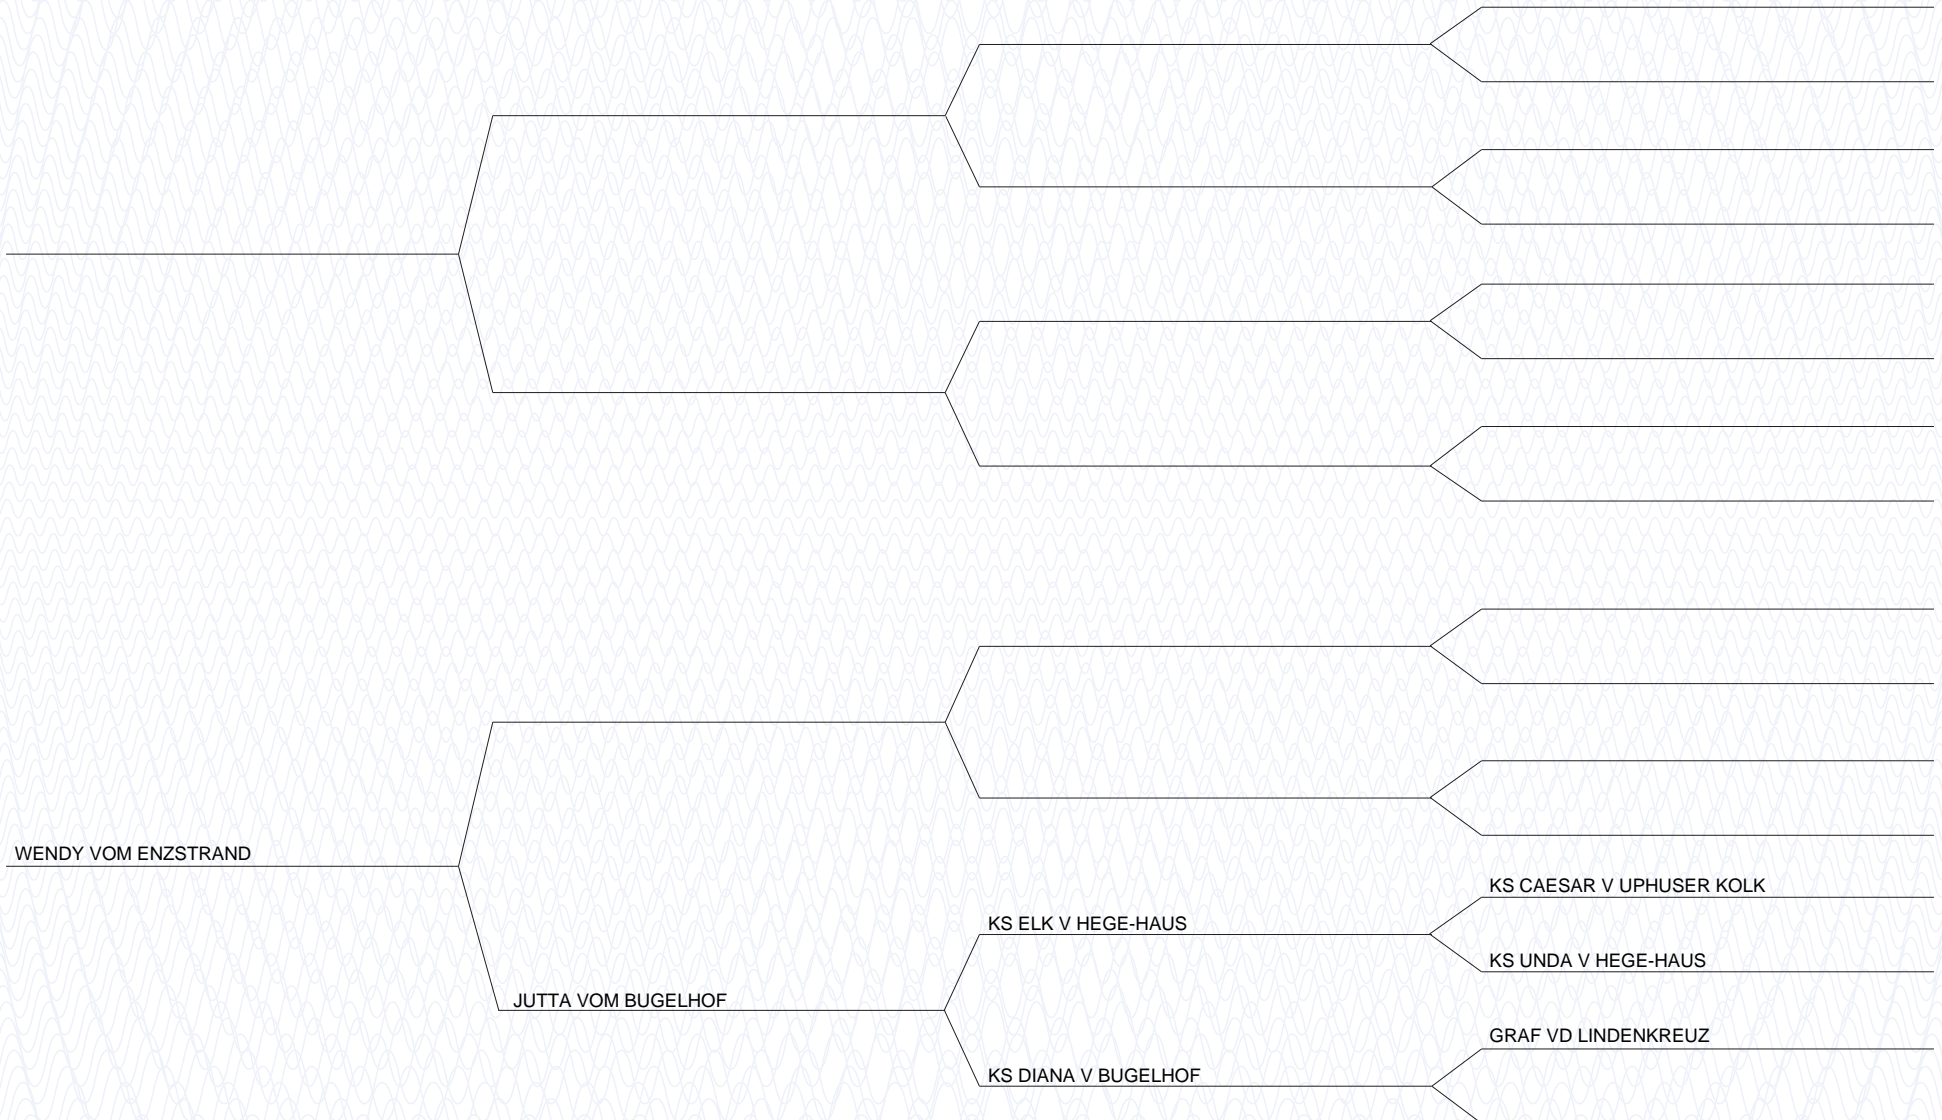 WENDY VOM ENZSTRAND
KS CAESAR V UPHUSER KOLK
KS ELK V HEGE-HAUS
KS UNDA V HEGE-HAUS
JUTTA VOM BUGELHOF
GRAF VD LINDENKREUZ
KS DIANA V BUGELHOF